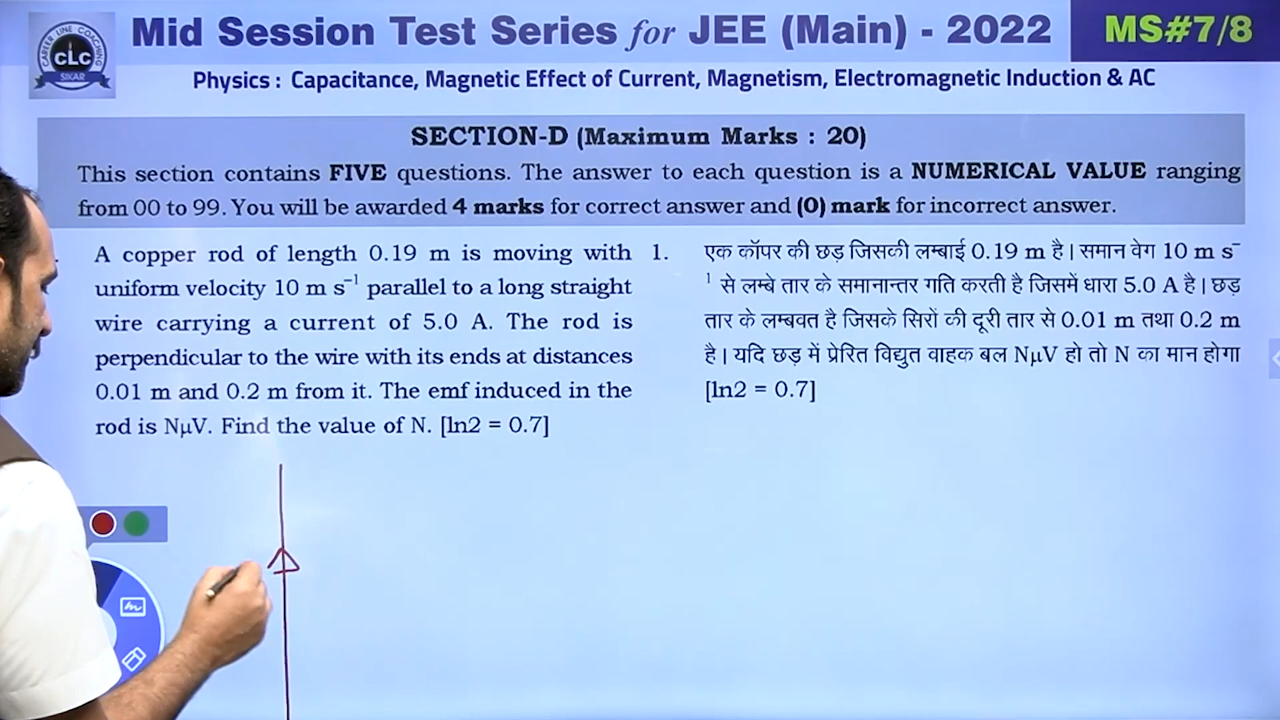 Mid Session Test Series for JEE (Main) - 2022
MS#7/8
CAREER LINE COACHING
CLC
SIKAR
Physics : Capacitance, Magnetic Effect of Current, Magnetism, Electromagnetic Induction & AC
SECTION-D (Maximum Marks : 20)
This section contains FIVE questions. The answer to each question is a NUMERICAL VALUE ranging
from 00 to 99. You will be awarded 4 marks for correct answer and (0) mark for incorrect answer.
A copper rod of length 0.19 m is moving with
uniform velocity 10 m s⁻¹ parallel to a long straight
wire carrying a current of 5.0 A. The rod is
perpendicular to the wire with its ends at distances
0.01 m and 0.2 m from it. The emf induced in the
rod is NμV. Find the value of N. [ln2 = 0.7]
1. एक कॉपर की छड़ जिसकी लम्बाई 0.19 m है। समान वेग 10 m s⁻
¹ से लम्बे तार के समानान्तर गति करती है जिसमें धारा 5.0 A है। छड़
तार के लम्बवत है जिसके सिरों की दूरी तार से 0.01 m तथा 0.2 m
है। यदि छड़ में प्रेरित विद्युत वाहक बल NμV हो तो N का मान होगा
[ln2 = 0.7]